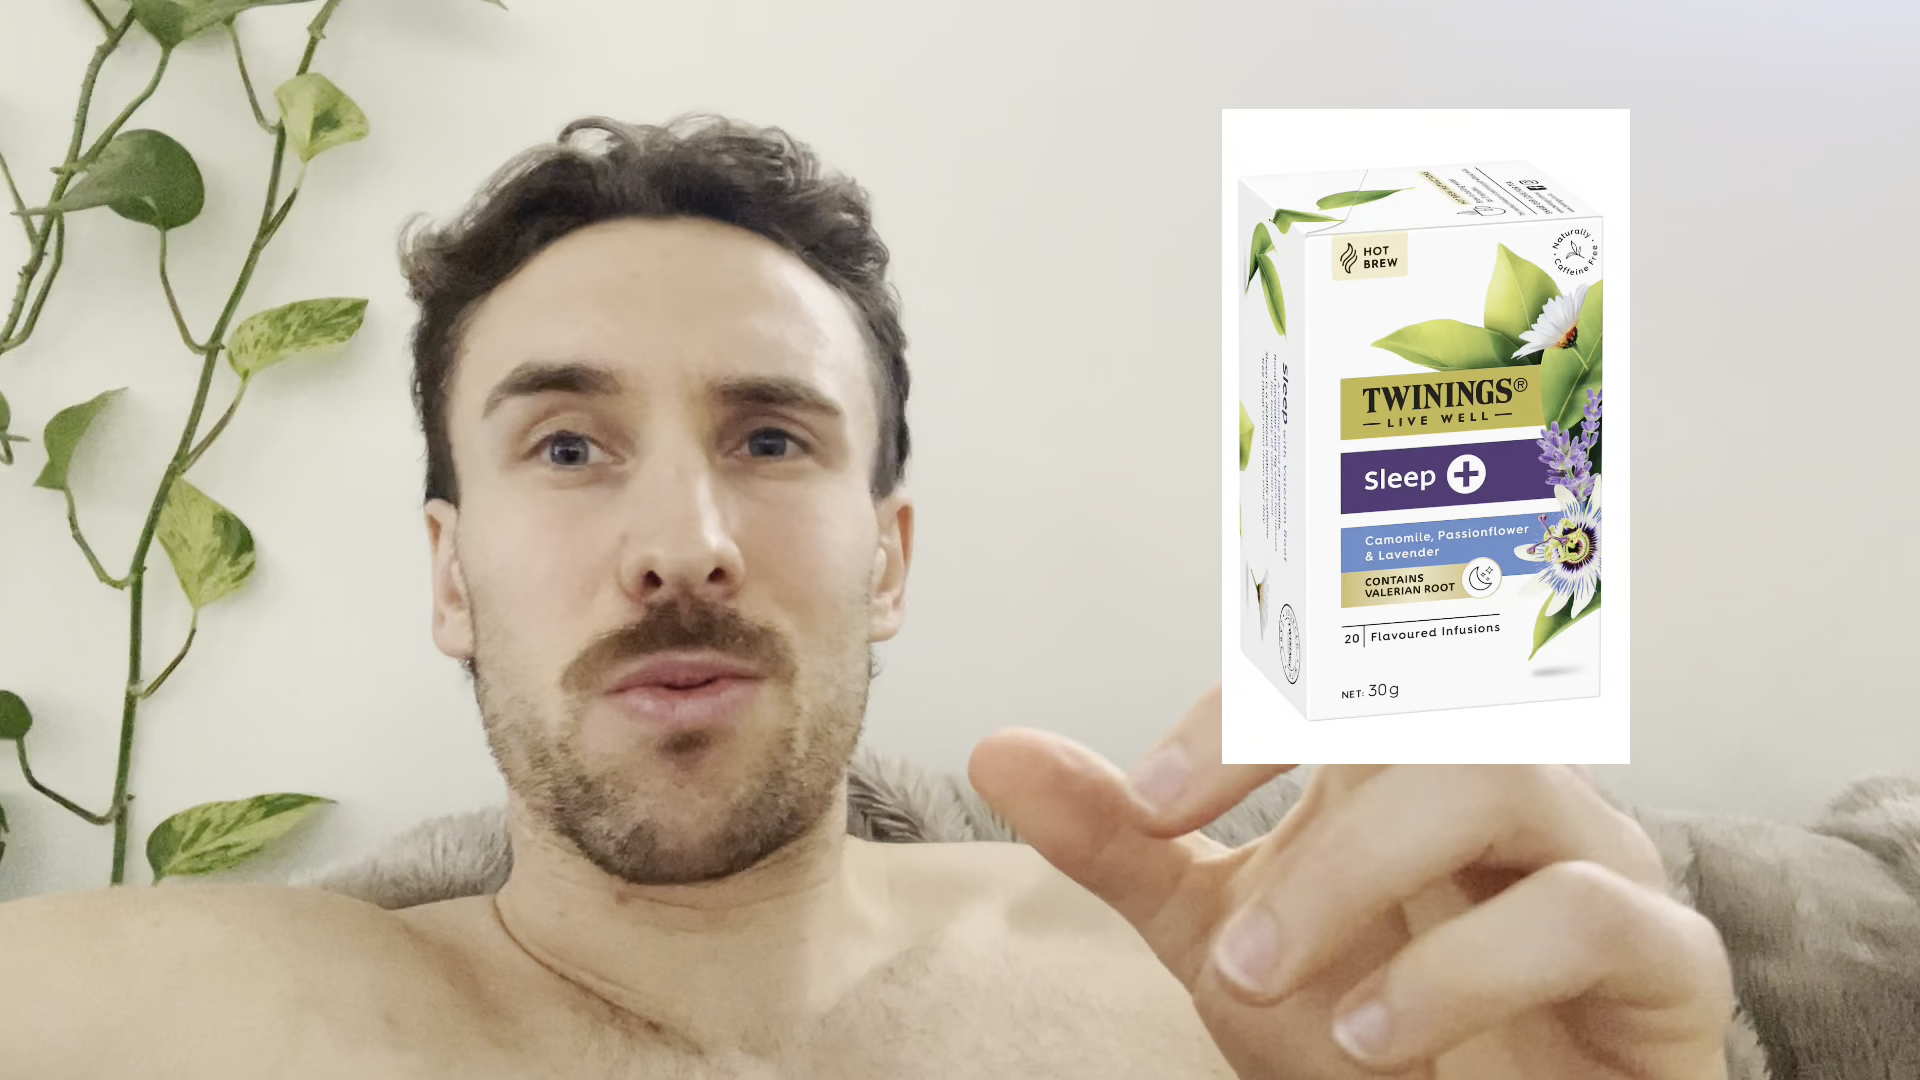 HOT
BREW
Naturally
Caffeine Free
TWININGS®
LIVE WELL
Sleep +
Camomile, Passionflower
& Lavender
CONTAINS
VALERIAN ROOT
20 | Flavoured Infusions
NET: 30g
Sleep